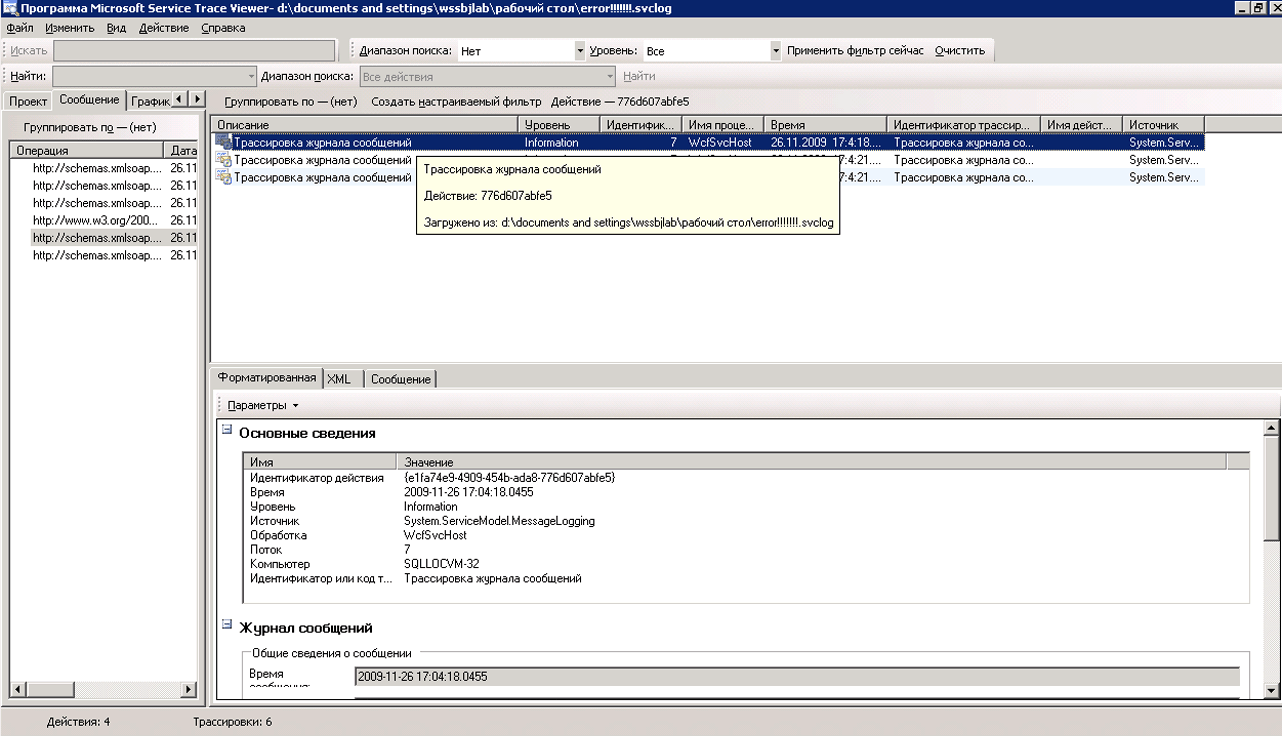 Программа Microsoft Service Trace Viewer- d:\documents and settings\wssbjlab\рабочий стол\error!!!!!!!.svclog
Файл Изменить Вид Действие Справка
Искать Диапазон поиска: Нет Уровень: Все Применить фильтр сейчас Очистить
Найти: Диапазон поиска: Все действия Найти
Проект Сообщение График Группировать по — (нет) Создать настраиваемый фильтр Действие — 776d607abfe5
Группировать по — (нет)
Описание Уровень Идентифик... Имя проце... Время Идентификатор трассир... Имя дейст... Источник
Трассировка журнала сообщений Information 7 WcfSvcHost 26.11.2009 17:4:18.... Трассировка журнала со... System.Serv...
Трассировка журнала сообщений 7:4:21.... Трассировка журнала со... System.Serv...
Трассировка журнала сообщений 7:4:21.... Трассировка журнала со... System.Serv...
Трассировка журнала сообщений
Действие: 776d607abfe5
Загружено из: d:\documents and settings\wssbjlab\рабочий стол\error!!!!!!!.svclog
Операция Дата
http://schemas.xmlsoap.... 26.11
http://schemas.xmlsoap.... 26.11
http://schemas.xmlsoap.... 26.11
http://www.w3.org/200... 26.11
http://schemas.xmlsoap.... 26.11
http://schemas.xmlsoap.... 26.11
Форматированная XML Сообщение
Параметры
Основные сведения
Имя Значение
Идентификатор действия {e1fa74e9-4909-454b-ada8-776d607abfe5}
Время 2009-11-26 17:04:18.0455
Уровень Information
Источник System.ServiceModel.MessageLogging
Обработка WcfSvcHost
Поток 7
Компьютер SQLLOCVM-32
Идентификатор или код т... Трассировка журнала сообщений
Журнал сообщений
Общие сведения о сообщении
Время 2009-11-26 17:04:18.0455
Действия: 4 Трассировки: 6